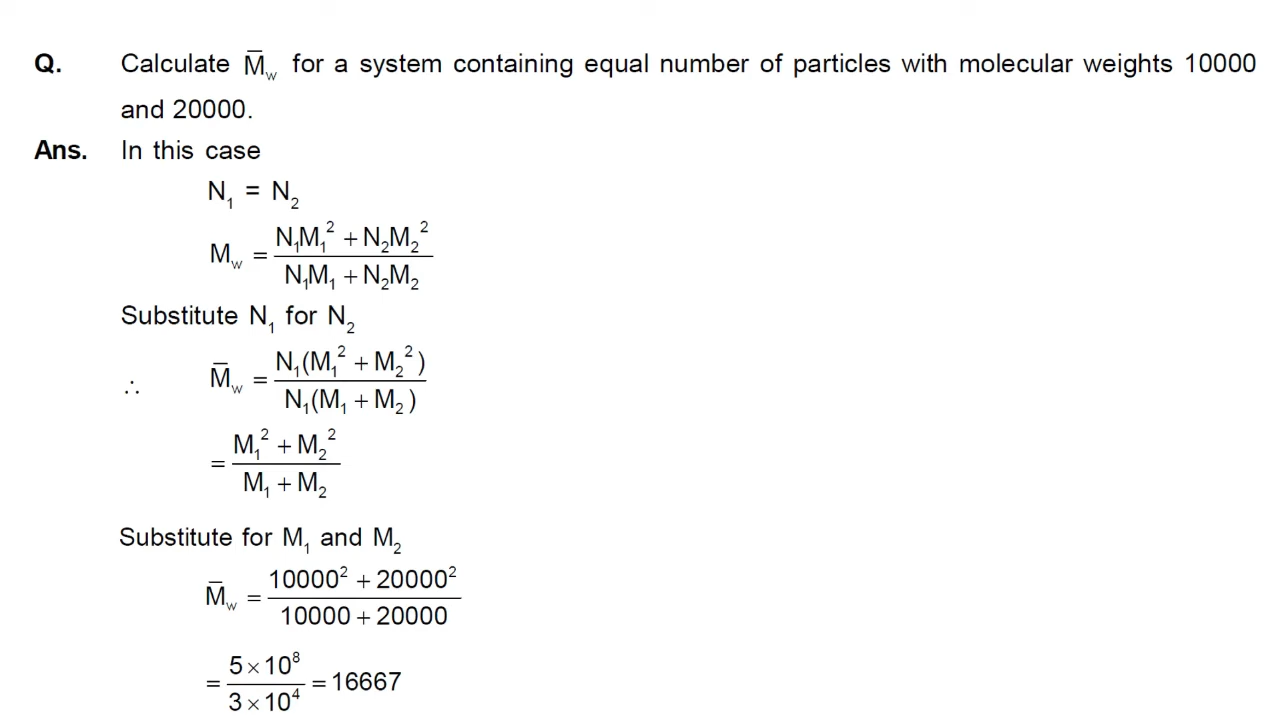 Q. Calculate M̅w for a system containing equal number of particles with molecular weights 10000
and 20000.
Ans. In this case
N₁ = N₂
Mw = (N₁M₁² + N₂M₂²) / (N₁M₁ + N₂M₂)
Substitute N₁ for N₂
∴ M̅w = N₁(M₁² + M₂²) / N₁(M₁ + M₂)
= (M₁² + M₂²) / (M₁ + M₂)
Substitute for M₁ and M₂
M̅w = (10000² + 20000²) / (10000 + 20000)
= (5 × 10⁸) / (3 × 10⁴) = 16667